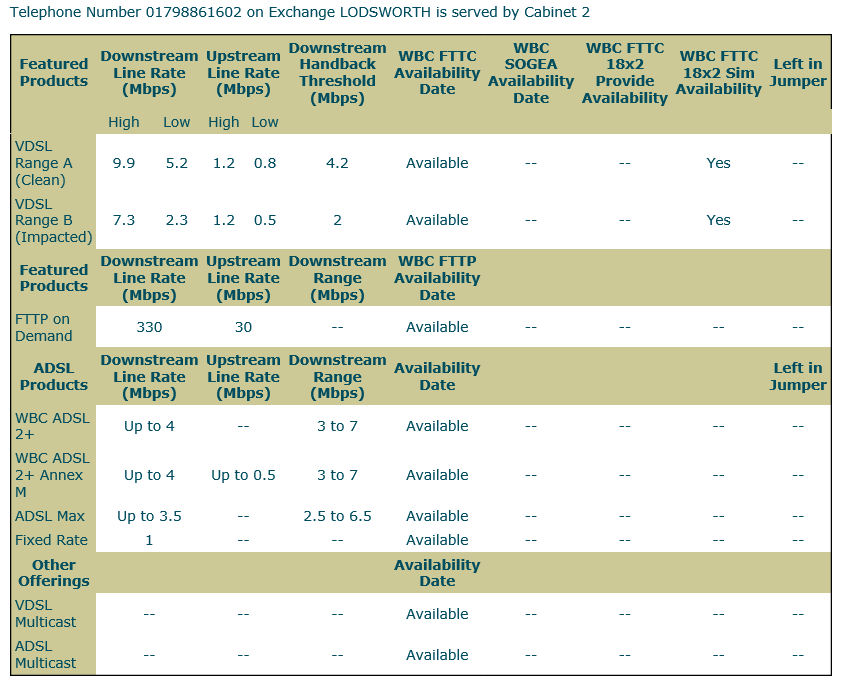 Telephone Number 01798861602 on Exchange LODSWORTH is served by Cabinet 2
Featured Products | Downstream Line Rate (Mbps) | Upstream Line Rate (Mbps) | Downstream Handback Threshold (Mbps) | WBC FTTC Availability Date | WBC SOGEA Availability Date | WBC FTTC 18x2 Provide Availability | WBC FTTC 18x2 Sim Availability | Left in Jumper
High Low High Low
VDSL Range A (Clean) 9.9 5.2 1.2 0.8 4.2 Available -- -- Yes --
VDSL Range B (Impacted) 7.3 2.3 1.2 0.5 2 Available -- -- Yes --
Featured Products | Downstream Line Rate (Mbps) | Upstream Line Rate (Mbps) | Downstream Range (Mbps) | WBC FTTP Availability Date
FTTP on Demand 330 30 -- Available -- -- -- --
ADSL Products | Downstream Line Rate (Mbps) | Upstream Line Rate (Mbps) | Downstream Range (Mbps) | Availability Date | Left in Jumper
WBC ADSL 2+ Up to 4 -- 3 to 7 Available -- -- -- --
WBC ADSL 2+ Annex M Up to 4 Up to 0.5 3 to 7 Available -- -- -- --
ADSL Max Up to 3.5 -- 2.5 to 6.5 Available -- -- -- --
Fixed Rate 1 -- -- Available -- -- -- --
Other Offerings | Availability Date
VDSL Multicast -- -- -- Available -- -- -- --
ADSL Multicast -- -- -- Available -- -- -- --